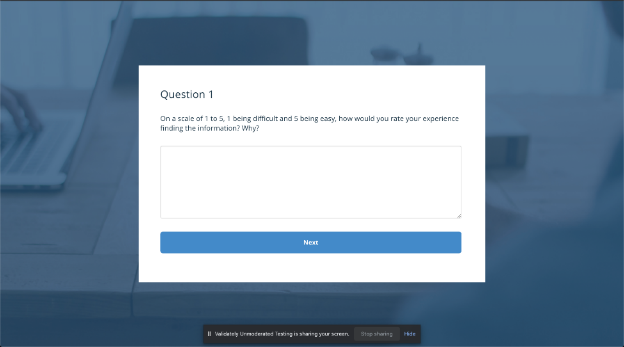 Question 1
On a scale of 1 to 5, 1 being difficult and 5 being easy, how would you rate your experience
finding the information? Why?
Next
Validately Unmoderated Testing is sharing your screen. Stop sharing Hide